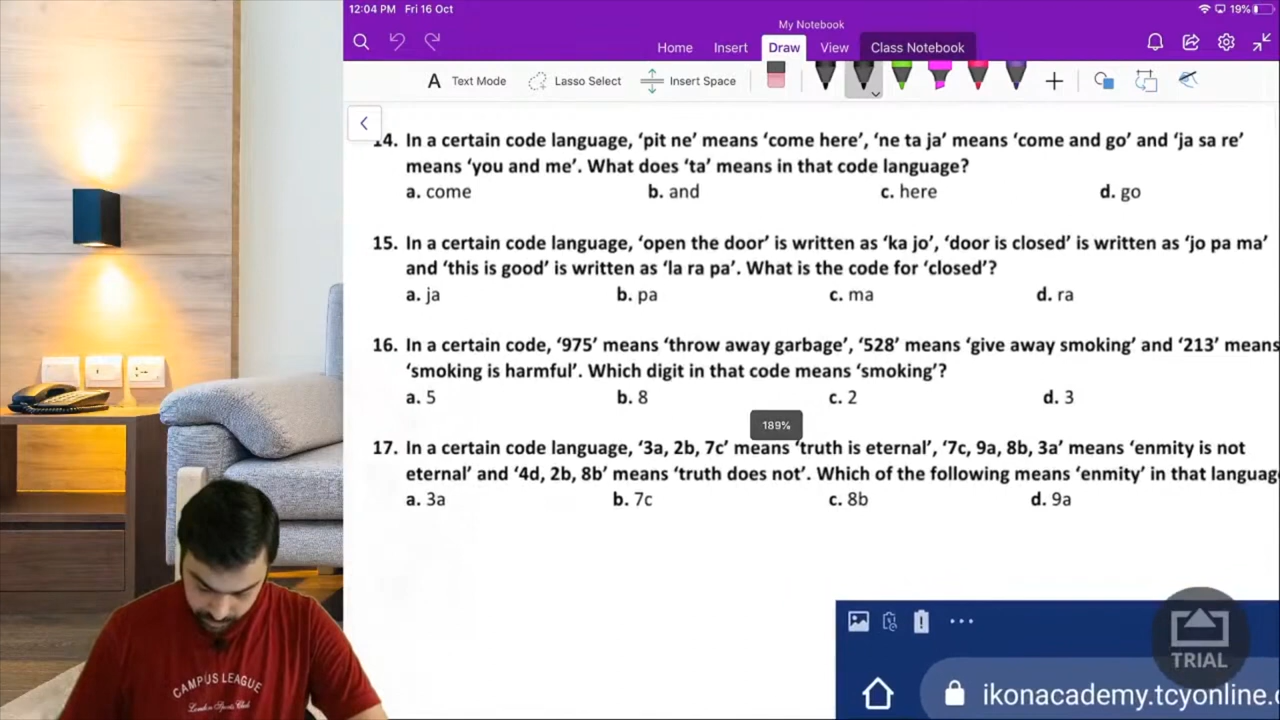 12:04 PM Fri 16 Oct
19%
My Notebook
Home Insert Draw View Class Notebook
A Text Mode Lasso Select Insert Space
14. In a certain code language, ‘pit ne’ means ‘come here’, ‘ne ta ja’ means ‘come and go’ and ‘ja sa re’
means ‘you and me’. What does ‘ta’ means in that code language?
a. come b. and c. here d. go
15. In a certain code language, ‘open the door’ is written as ‘ka jo’, ‘door is closed’ is written as ‘jo pa ma’
and ‘this is good’ is written as ‘la ra pa’. What is the code for ‘closed’?
a. ja b. pa c. ma d. ra
16. In a certain code, ‘975’ means ‘throw away garbage’, ‘528’ means ‘give away smoking’ and ‘213’ means
‘smoking is harmful’. Which digit in that code means ‘smoking’?
a. 5 b. 8 c. 2 d. 3
189%
17. In a certain code language, ‘3a, 2b, 7c’ means ‘truth is eternal’, ‘7c, 9a, 8b, 3a’ means ‘enmity is not
eternal’ and ‘4d, 2b, 8b’ means ‘truth does not’. Which of the following means ‘enmity’ in that languag
a. 3a b. 7c c. 8b d. 9a
CAMPUS LEAGUE
London Sports Club
TRIAL
ikonacademy.tcyonline.c